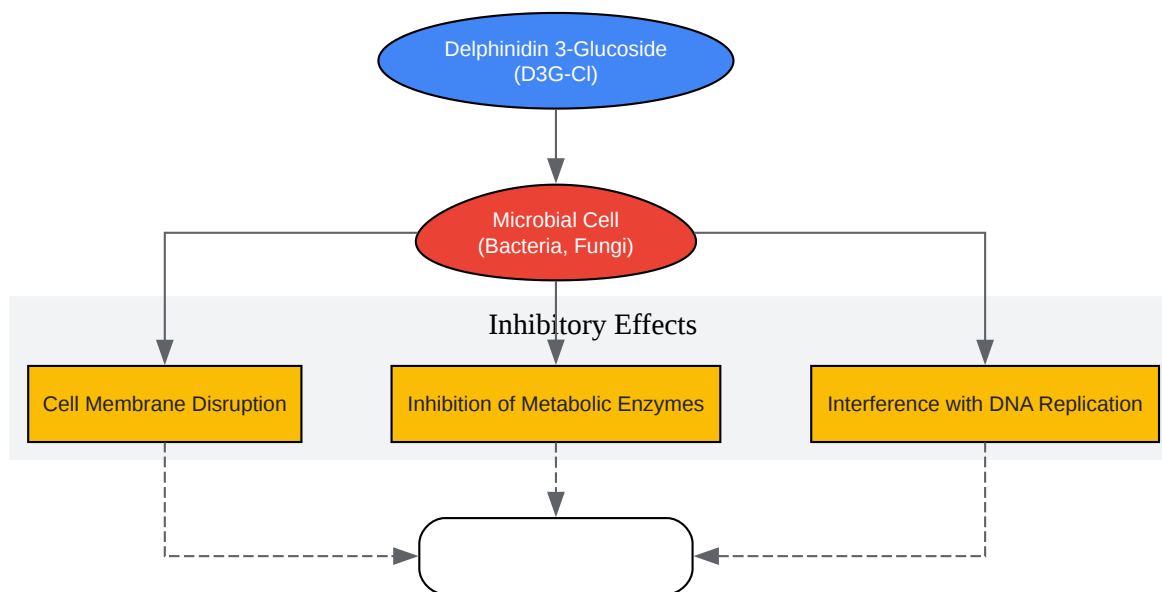 Delphinidin 3-Glucoside
(D3G-Cl)
Microbial Cell
(Bacteria, Fungi)
Inhibitory Effects
Cell Membrane Disruption
Inhibition of Metabolic Enzymes
Interference with DNA Replication